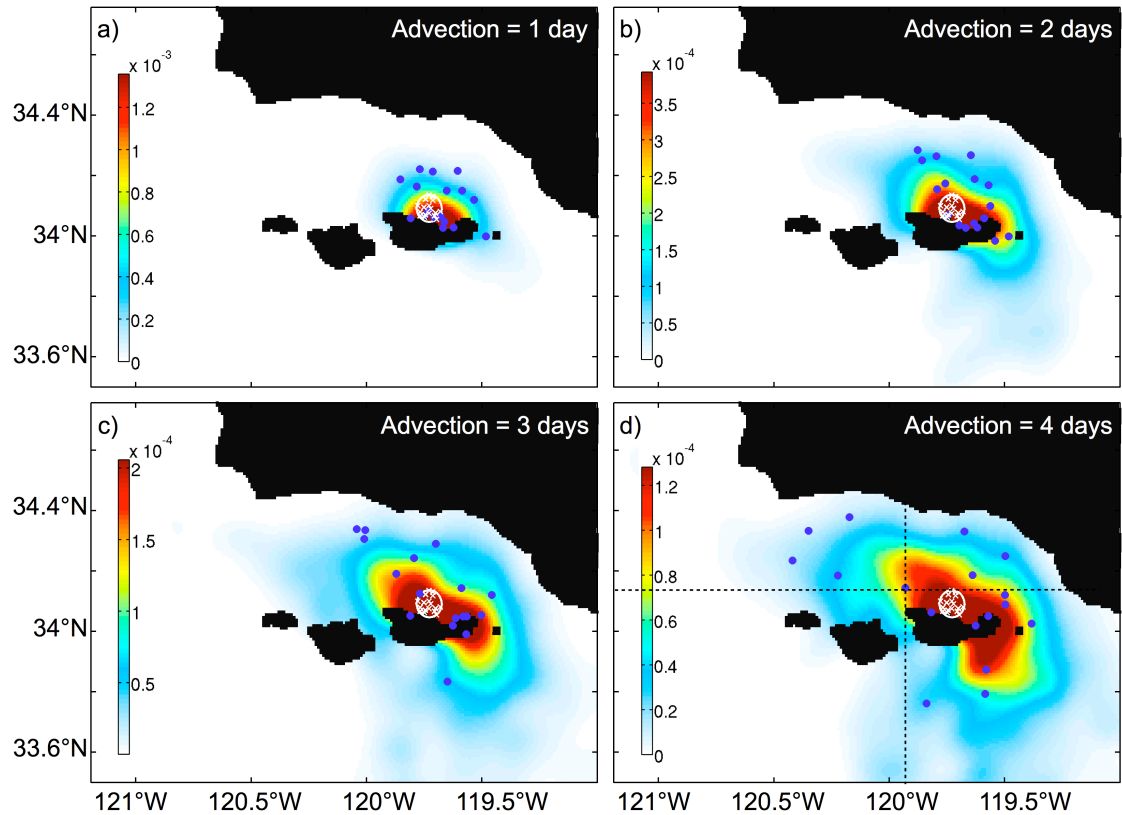 a) Advection = 1 day
x 10⁻³
1.2
1
0.8
0.6
0.4
0.2
0
34.4°N
34°N
33.6°N
b) Advection = 2 days
x 10⁻⁴
3.5
3
2.5
2
1.5
1
0.5
0
c) Advection = 3 days
x 10⁻⁴
2
1.5
1
0.5
34.4°N
34°N
33.6°N
121°W 120.5°W 120°W 119.5°W
d) Advection = 4 days
x 10⁻⁴
1.2
1
0.8
0.6
0.4
0.2
0
121°W 120.5°W 120°W 119.5°W